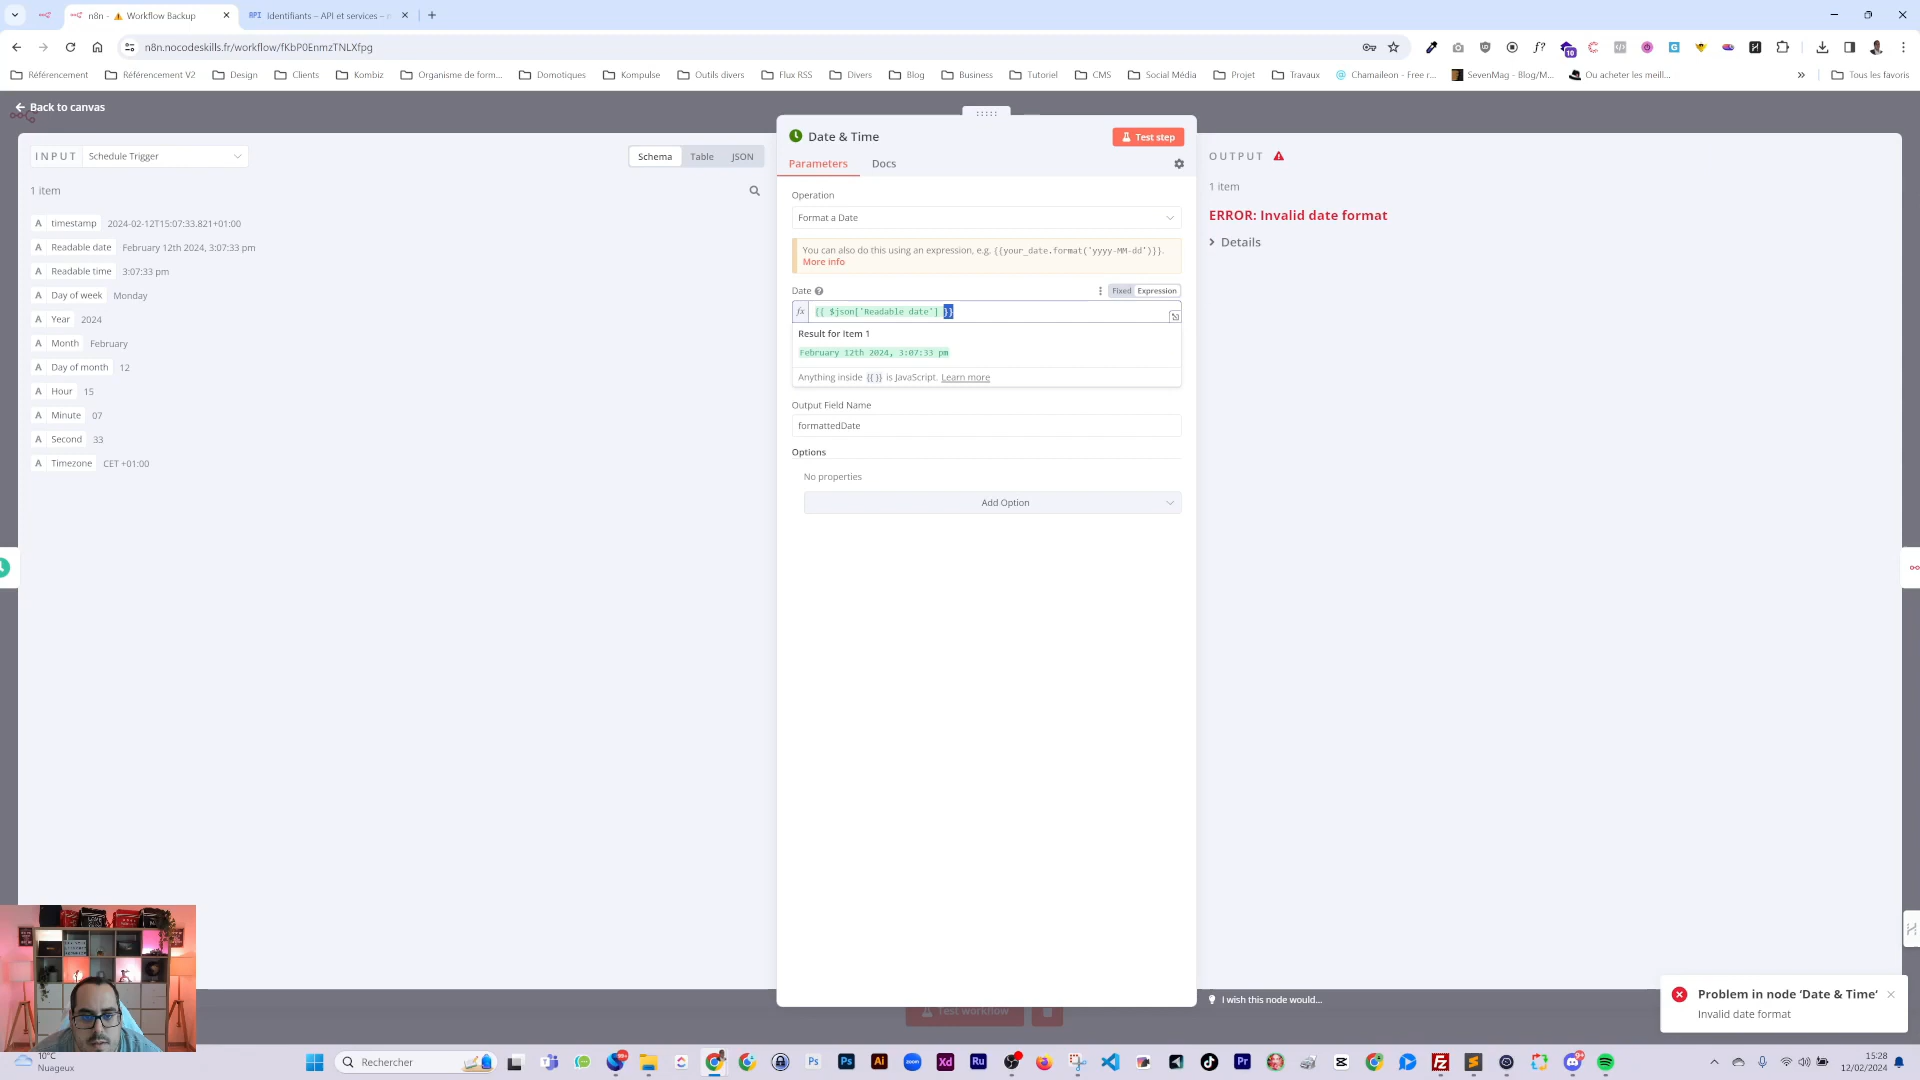 n8n - ⚠ Workflow Backup
Identifiants – API et services –
n8n.nocodeskills.fr/workflow/fKbP0EnmzTNLXfpg
Référencement
Référencement V2
Design
Clients
Kombiz
Organisme de form...
Domotiques
Kompulse
Outils divers
Flux RSS
Divers
Blog
Business
Tutoriel
CMS
Social Média
Projet
Travaux
Chamaileon - Free r...
SevenMag - Blog/M...
Ou acheter les meill...
»
Tous les favoris
Back to canvas
INPUT
Schedule Trigger
Schema
Table
JSON
1 item
A timestamp 2024-02-12T15:07:33.821+01:00
A Readable date February 12th 2024, 3:07:33 pm
A Readable time 3:07:33 pm
A Day of week Monday
A Year 2024
A Month February
A Day of month 12
A Hour 15
A Minute 07
A Second 33
A Timezone CET +01:00
Date & Time
Test step
Parameters
Docs
Operation
Format a Date
You can also do this using an expression, e.g. {{your_date.format('yyyy-MM-dd')}}.
More info
Date
Fixed
Expression
fx {{ $json['Readable date'] }}
Result for Item 1
February 12th 2024, 3:07:33 pm
Anything inside {{}} is JavaScript. Learn more
Output Field Name
formattedDate
Options
No properties
Add Option
OUTPUT
1 item
ERROR: Invalid date format
Details
I wish this node would...
Test workflow
Problem in node 'Date & Time'
Invalid date format
10°C
Nuageux
Rechercher
15:28
12/02/2024